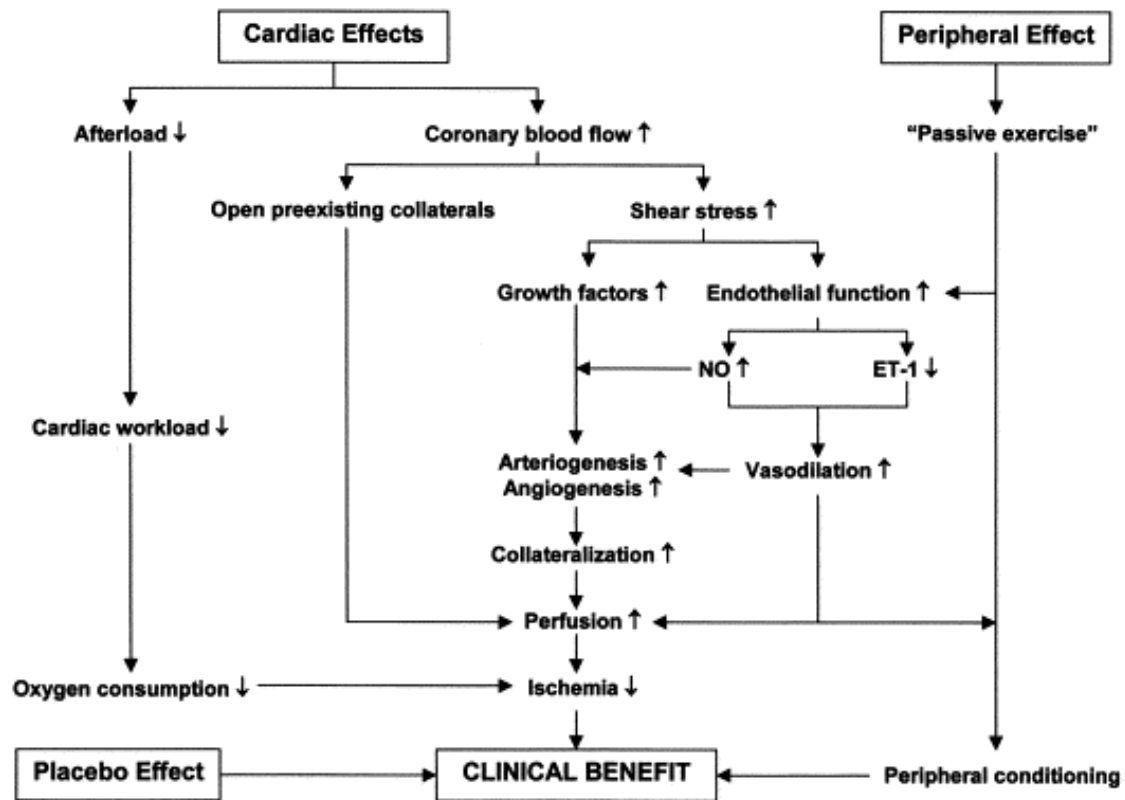 Cardiac Effects
Peripheral Effect
Afterload ↓
Coronary blood flow ↑
“Passive exercise”
Open preexisting collaterals
Shear stress ↑
Growth factors ↑
Endothelial function ↑
NO ↑
ET-1 ↓
Cardiac workload ↓
Arteriogenesis ↑
Angiogenesis ↑
Vasodilation ↑
Collateralization ↑
Perfusion ↑
Oxygen consumption ↓
Ischemia ↓
Placebo Effect
CLINICAL BENEFIT
Peripheral conditioning